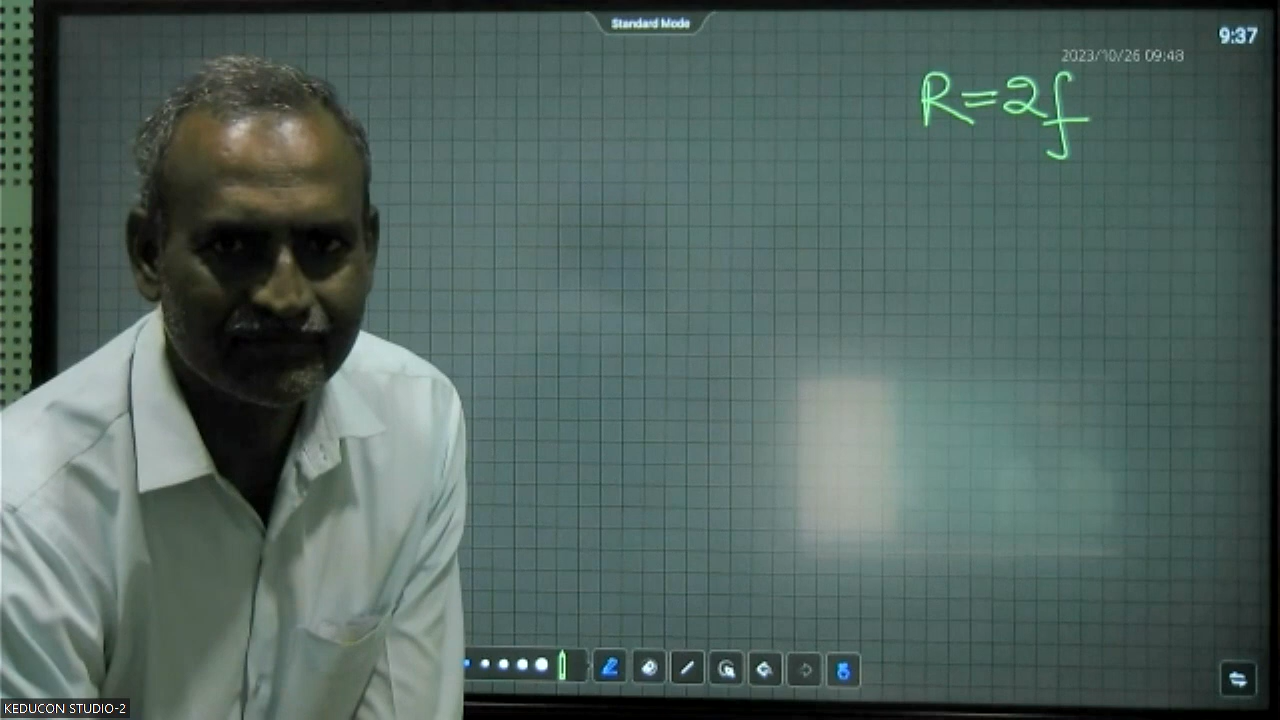 Standard Mode
9:37
2023/10/26 09:48
R=2f
KEDUCON STUDIO-2